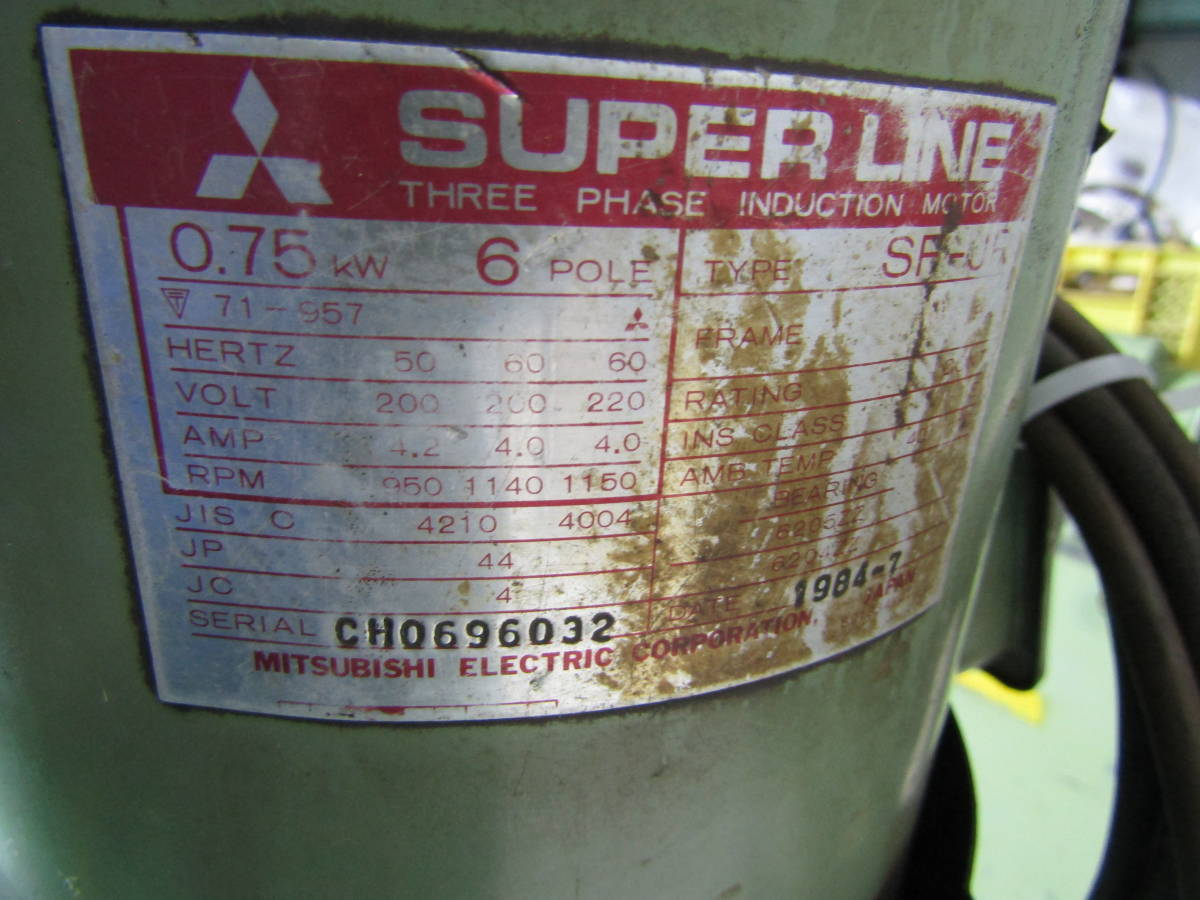 SUPER LINE
THREE PHASE INDUCTION MOTOR
0.75 kW 6 POLE
TYPE
71-957
FRAME
HERTZ 50 60 60
VOLT 200 200 220
RATING
AMP 4.2 4.0 4.0
INS CLASS
RPM 950 1140 1150
AMB TEMP 40
BEARING
JIS C 4210 4004
6205ZZ
JP 44
JC 4
SERIAL CH0696032
DATE 1984-7
MITSUBISHI ELECTRIC CORPORATION, JAPAN